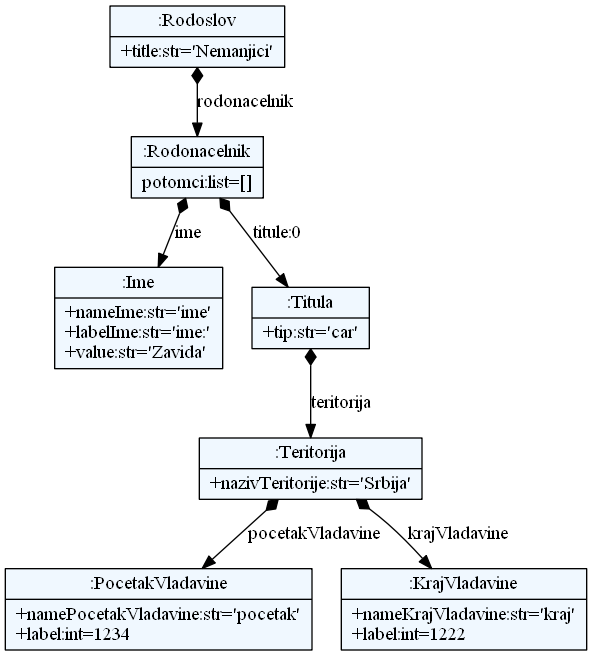 :Rodoslov
+title:str='Nemanjici'
rodonacelnik
:Rodonacelnik
potomci:list=[]
ime
titule:0
:Ime
+nameIme:str='ime'
+labelIme:str='ime:'
+value:str='Zavida'
:Titula
+tip:str='car'
teritorija
:Teritorija
+nazivTeritorije:str='Srbija'
pocetakVladavine
krajVladavine
:PocetakVladavine
+namePocetakVladavine:str='pocetak'
+label:int=1234
:KrajVladavine
+nameKrajVladavine:str='kraj'
+label:int=1222